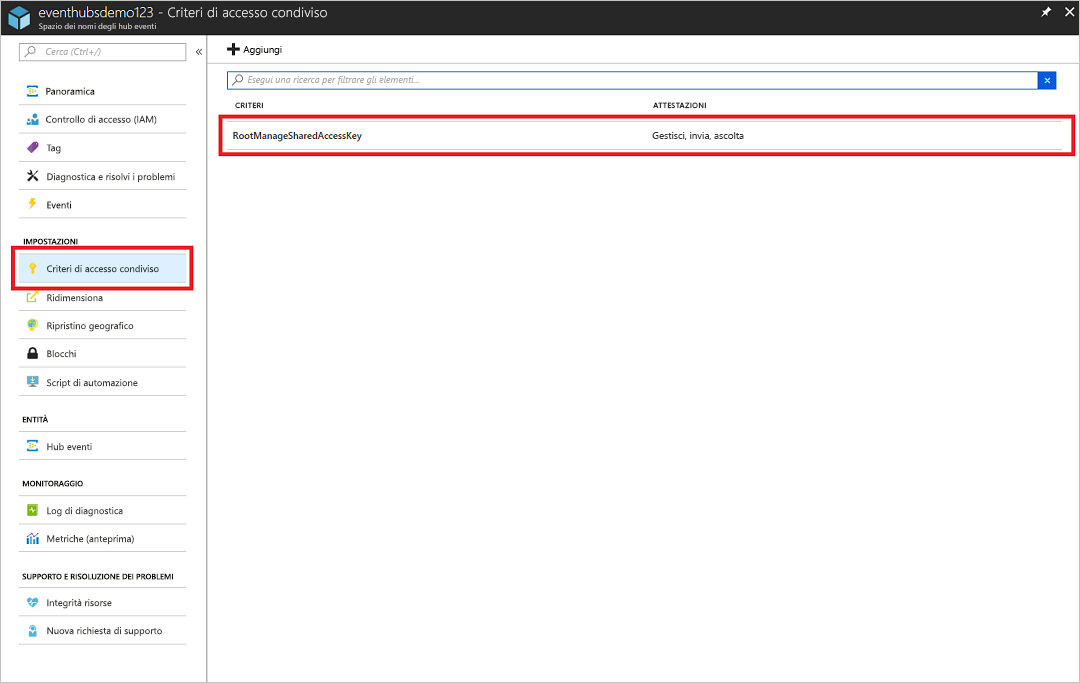 eventhubsdemo123 - Criteri di accesso condiviso
Spazio dei nomi degli hub eventi
Cerca (Ctrl+/)
«
Panoramica
Controllo di accesso (IAM)
Tag
Diagnostica e risolvi i problemi
Eventi
IMPOSTAZIONI
Criteri di accesso condiviso
Ridimensiona
Ripristino geografico
Blocchi
Script di automazione
ENTITÀ
Hub eventi
MONITORAGGIO
Log di diagnostica
Metriche (anteprima)
SUPPORTO E RISOLUZIONE DEI PROBLEMI
Integrità risorse
Nuova richiesta di supporto
Aggiungi
Esegui una ricerca per filtrare gli elementi...
CRITERI ATTESTAZIONI
RootManageSharedAccessKey Gestisci, invia, ascolta